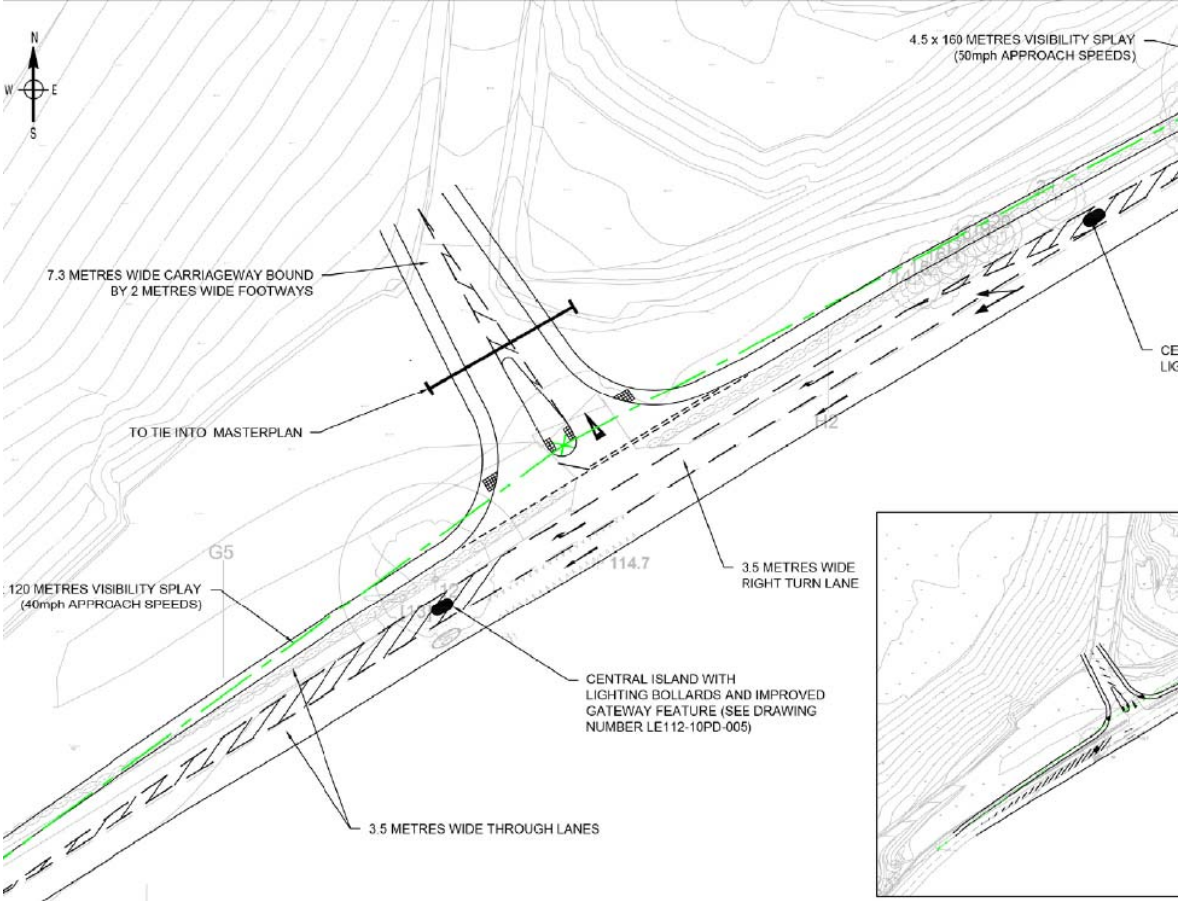 N
W E
S
4.5 x 160 METRES VISIBILITY SPLAY
(50mph APPROACH SPEEDS)
7.3 METRES WIDE CARRIAGEWAY BOUND
BY 2 METRES WIDE FOOTWAYS
TO TIE INTO MASTERPLAN
CE
LIG
H2
G5
114.7
120 METRES VISIBILITY SPLAY
(40mph APPROACH SPEEDS)
3.5 METRES WIDE
RIGHT TURN LANE
CENTRAL ISLAND WITH
LIGHTING BOLLARDS AND IMPROVED
GATEWAY FEATURE (SEE DRAWING
NUMBER LE112-10PD-005)
3.5 METRES WIDE THROUGH LANES